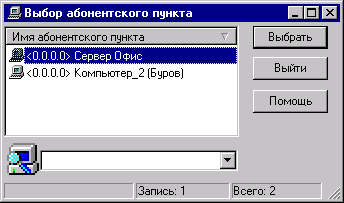 Выбор абонентского пункта
Имя абонентского пункта
<0.0.0.0> Сервер Офис
<0.0.0.0> Компьютер_2 (Буров)
Выбрать
Выйти
Помощь
Запись: 1
Всего: 2